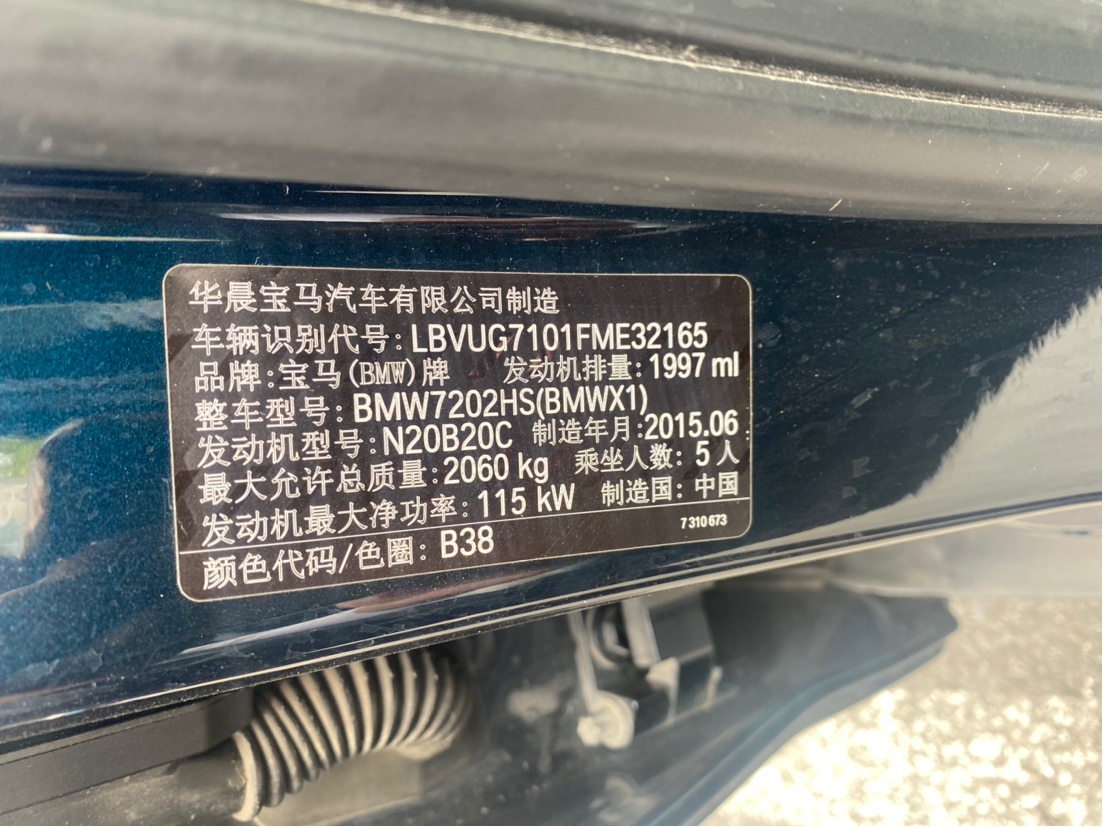 华晨宝马汽车有限公司制造
车辆识别代号: LBVUG7101FME32165
品牌:宝马(BMW)牌 发动机排量: 1997 ml
整车型号: BMW7202HS(BMWX1)
发动机型号: N20B20C 制造年月:2015.06
最大允许总质量: 2060 kg 乘坐人数: 5 人
发动机最大净功率: 115 kW 制造国: 中国
7 310 673
颜色代码/色圈: B38